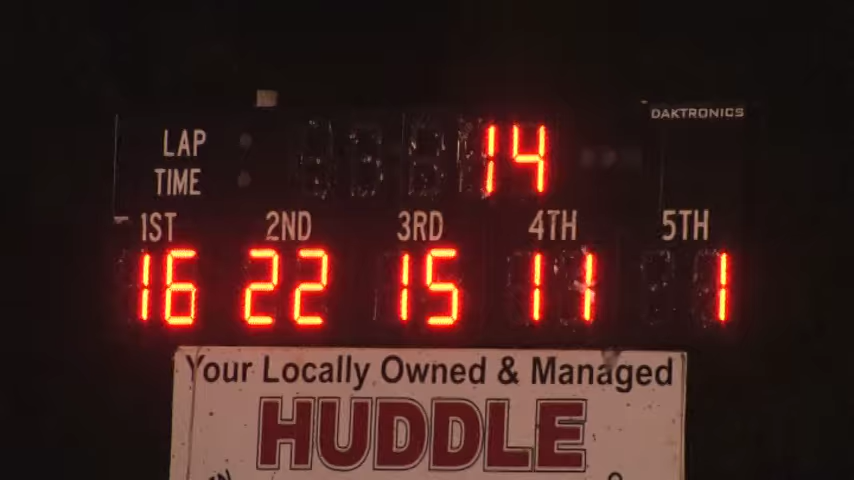 DAKTRONICS
LAP 14
TIME
1ST 2ND 3RD 4TH 5TH
16 22 15 11 1
Your Locally Owned & Managed
HUDDLE